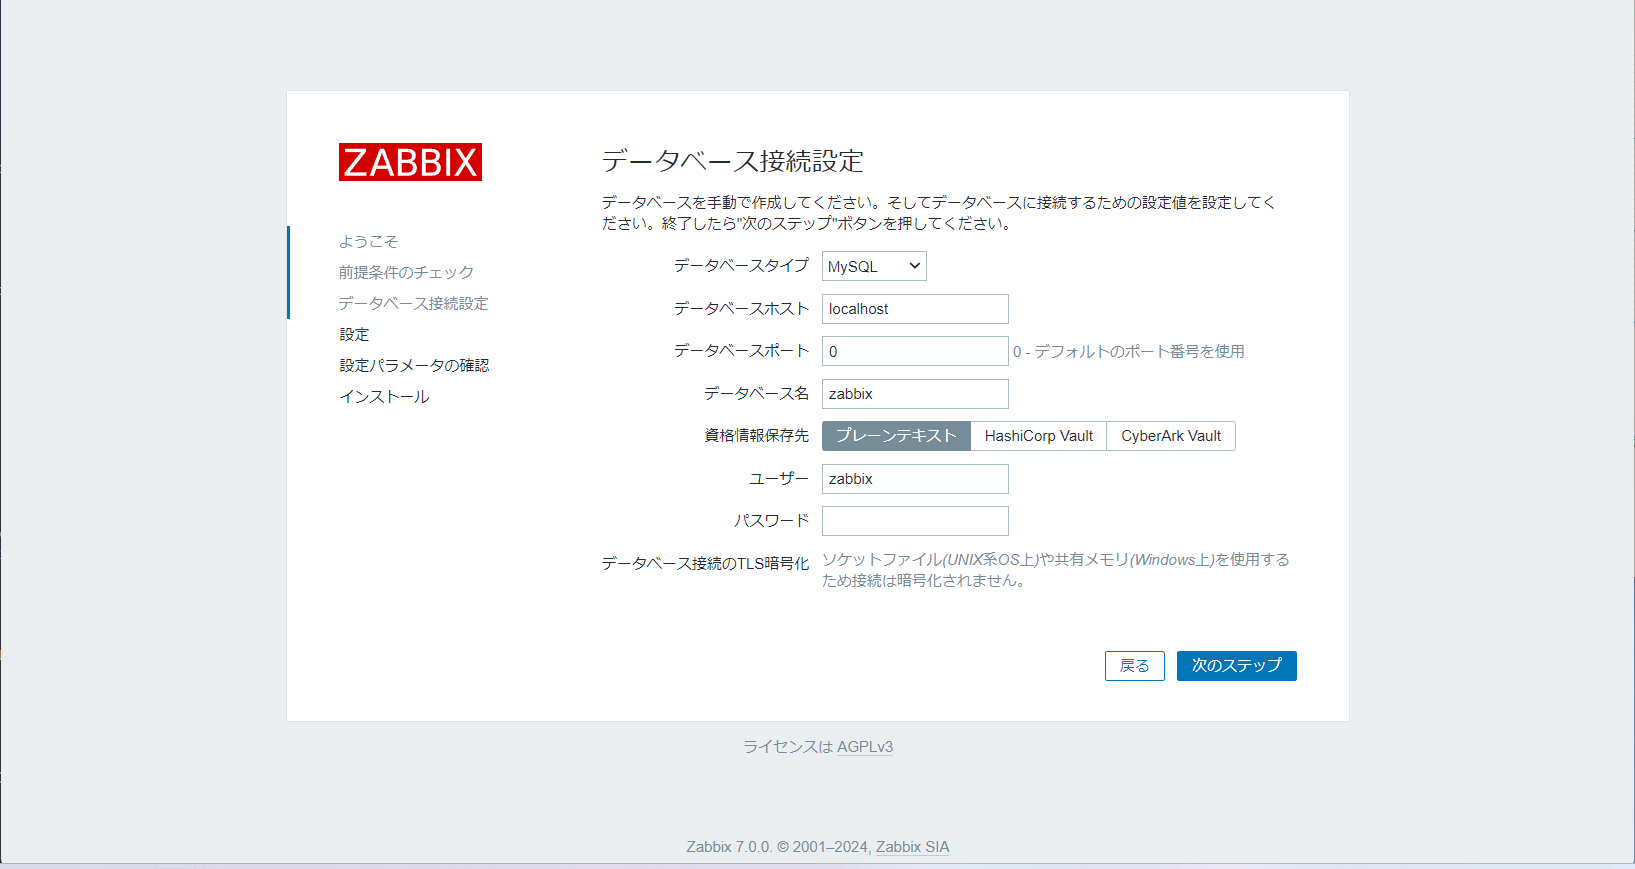 ZABBIX
ようこそ
前提条件のチェック
データベース接続設定
設定
設定パラメータの確認
インストール
データベース接続設定
データベースを手動で作成してください。そしてデータベースに接続するための設定値を設定してく
ださい。終了したら"次のステップ"ボタンを押してください。
データベースタイプ MySQL
データベースホスト localhost
データベースポート 0 0 - デフォルトのポート番号を使用
データベース名 zabbix
資格情報保存先 プレーンテキスト HashiCorp Vault CyberArk Vault
ユーザー zabbix
パスワード
データベース接続のTLS暗号化 ソケットファイル(UNIX系OS上)や共有メモリ(Windows上)を使用する
ため接続は暗号化されません。
戻る 次のステップ
ライセンスは AGPLv3
Zabbix 7.0.0. © 2001–2024, Zabbix SIA